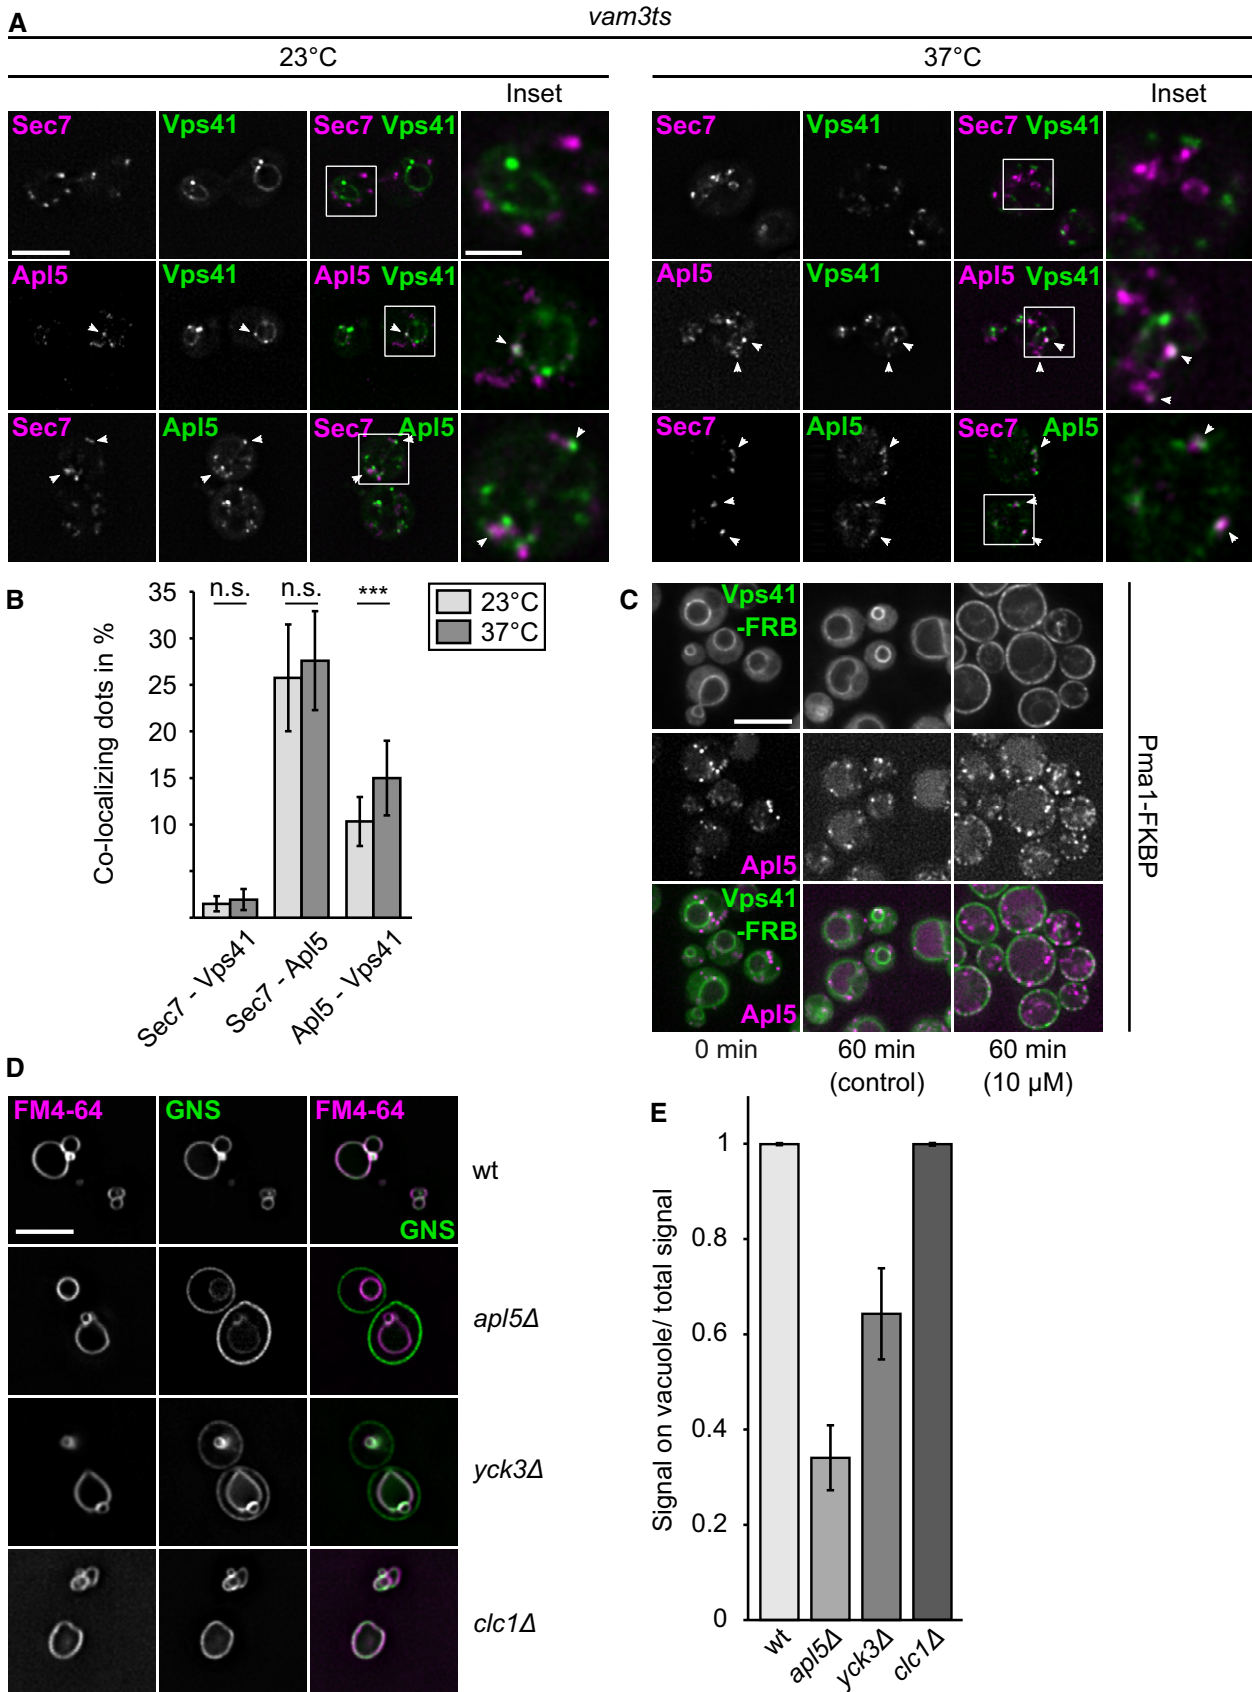 A
vam3ts
23°C
37°C
Inset
Inset
Sec7
Vps41
Sec7 Vps41
Sec7
Vps41
Sec7 Vps41
Apl5
Vps41
Apl5 Vps41
Apl5
Vps41
Apl5 Vps41
Sec7
Apl5
Sec7 Apl5
Sec7
Apl5
Sec7 Apl5
B
Co-localizing dots in %
35
30
25
20
15
10
n.s.
n.s.
***
23°C
37°C
Sec7 - Vps41
Sec7 - Apl5
Apl5 - Vps41
C
Vps41
-FRB
Apl5
Vps41
-FRB
Apl5
Pma1-FKBP
0 min
60 min
(control)
60 min
(10 µM)
D
FM4-64
GNS
FM4-64
GNS
wt
apl5Δ
yck3Δ
clc1Δ
E
Signal on vacuole/ total signal
1
0.8
0.6
0.4
0.2
0
wt
apl5Δ
yck3Δ
clc1Δ